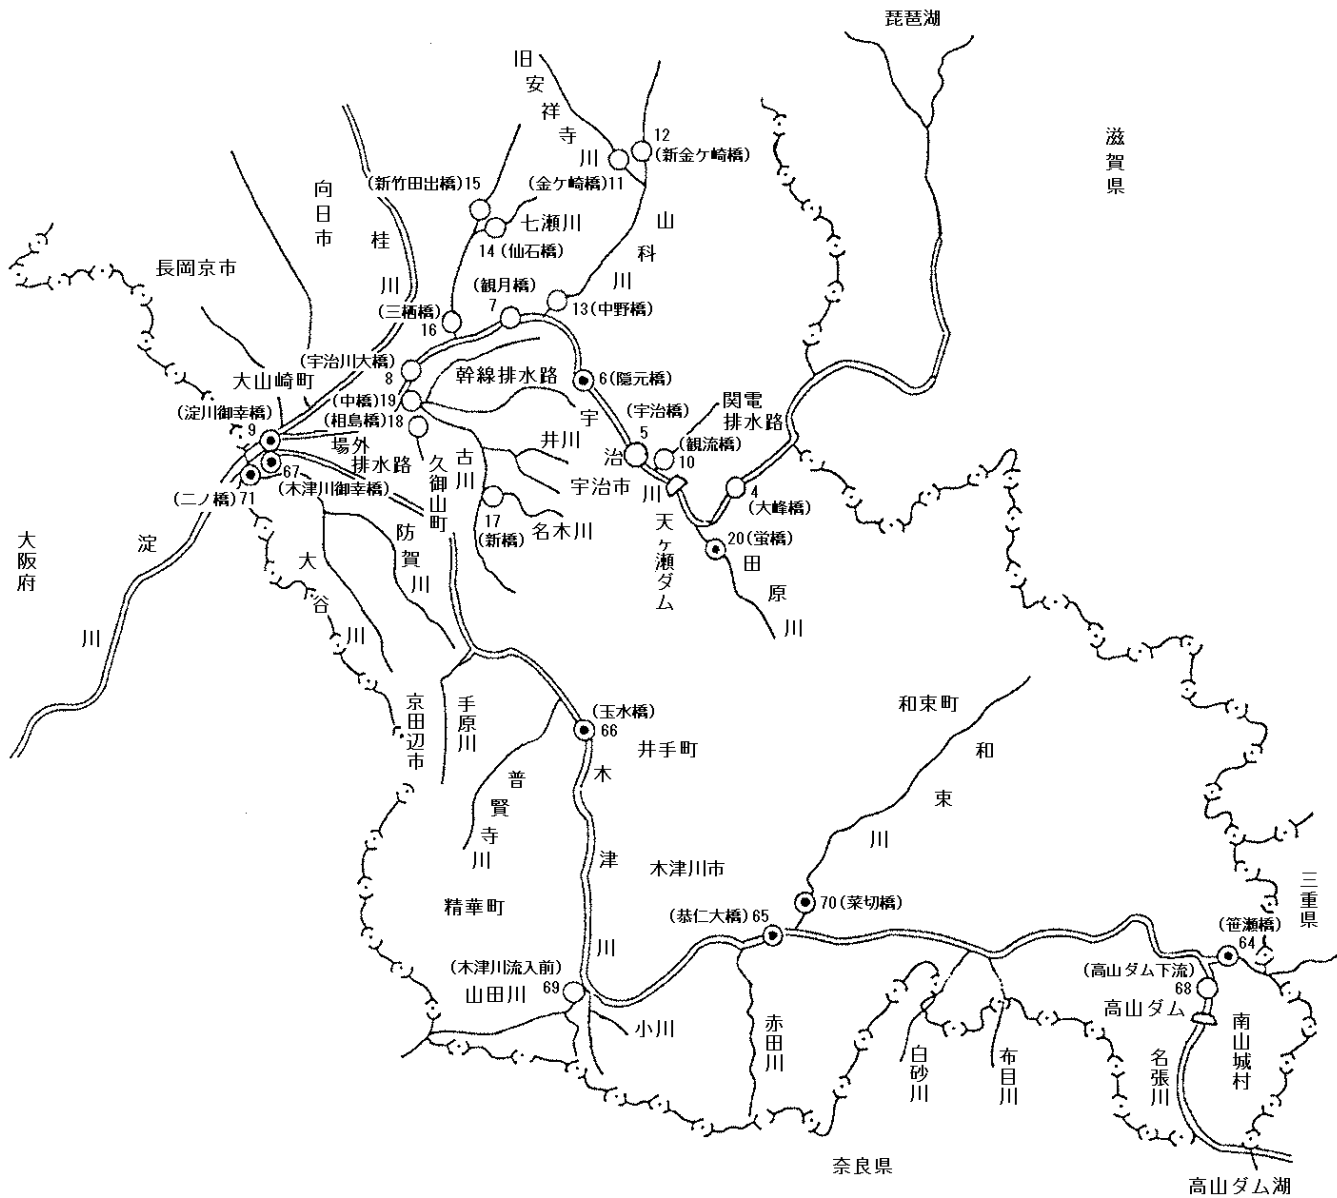 琵琶湖
滋賀県
旧安祥寺川
12
(新金ケ崎橋)
(金ケ崎橋)11
(新竹田出橋)15
向日市
桂川
七瀬川
14(仙石橋)
山科川
長岡京市
(観月橋)
7
13(中野橋)
(三栖橋)
16
(宇治川大橋)
8
幹線排水路
6(隠元橋)
大山崎町
(中橋)19
(淀川御幸橋)
9
(相島橋)18
宇治川
(宇治橋)
5
関電
排水路
(観流橋)
10
場外
排水路
67
(木津川御幸橋)
(二ノ橋)
71
久御山町
古川
井川
宇治市
17
(新橋)
名木川
4
(大峰橋)
天ヶ瀬ダム
20(蛍橋)
田原川
大阪府
淀川
大谷川
防賀川
京田辺市
手原川
(玉水橋)
66
井手町
和束町
和束川
普賢寺川
木津川
木津川市
精華町
三重県
(恭仁大橋)65
70(菜切橋)
(笹瀬橋)
64
(木津川流入前)
69
山田川
小川
赤田川
白砂川
布目川
(高山ダム下流)
68
高山ダム
名張川
南山城村
奈良県
高山ダム湖